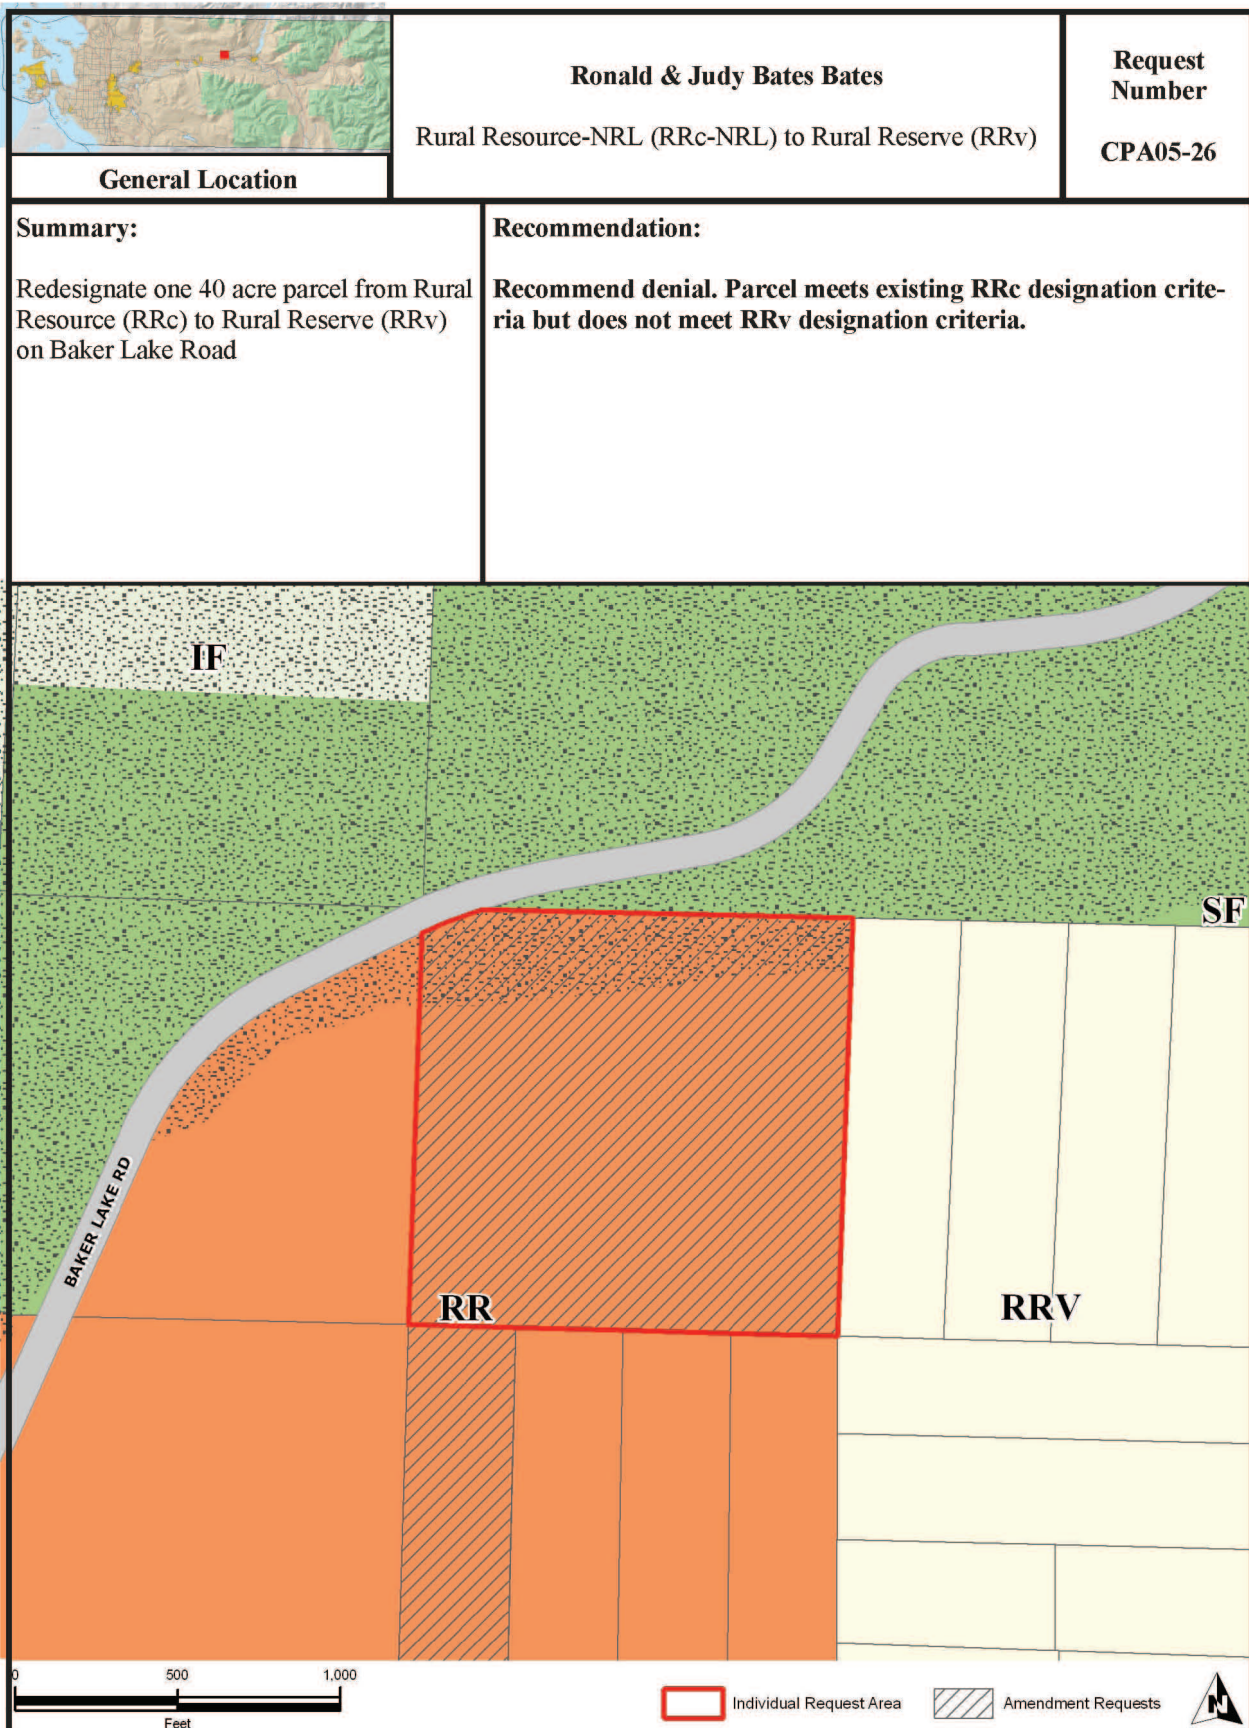 General Location
Ronald & Judy Bates Bates
Rural Resource-NRL (RRc-NRL) to Rural Reserve (RRv)
Request
Number
CPA05-26
Summary:
Redesignate one 40 acre parcel from Rural
Resource (RRc) to Rural Reserve (RRv)
on Baker Lake Road
Recommendation:
Recommend denial. Parcel meets existing RRc designation crite-
ria but does not meet RRv designation criteria.
IF
SF
BAKER LAKE RD
RR
RRV
0 500 1,000
Feet
Individual Request Area
Amendment Requests
N